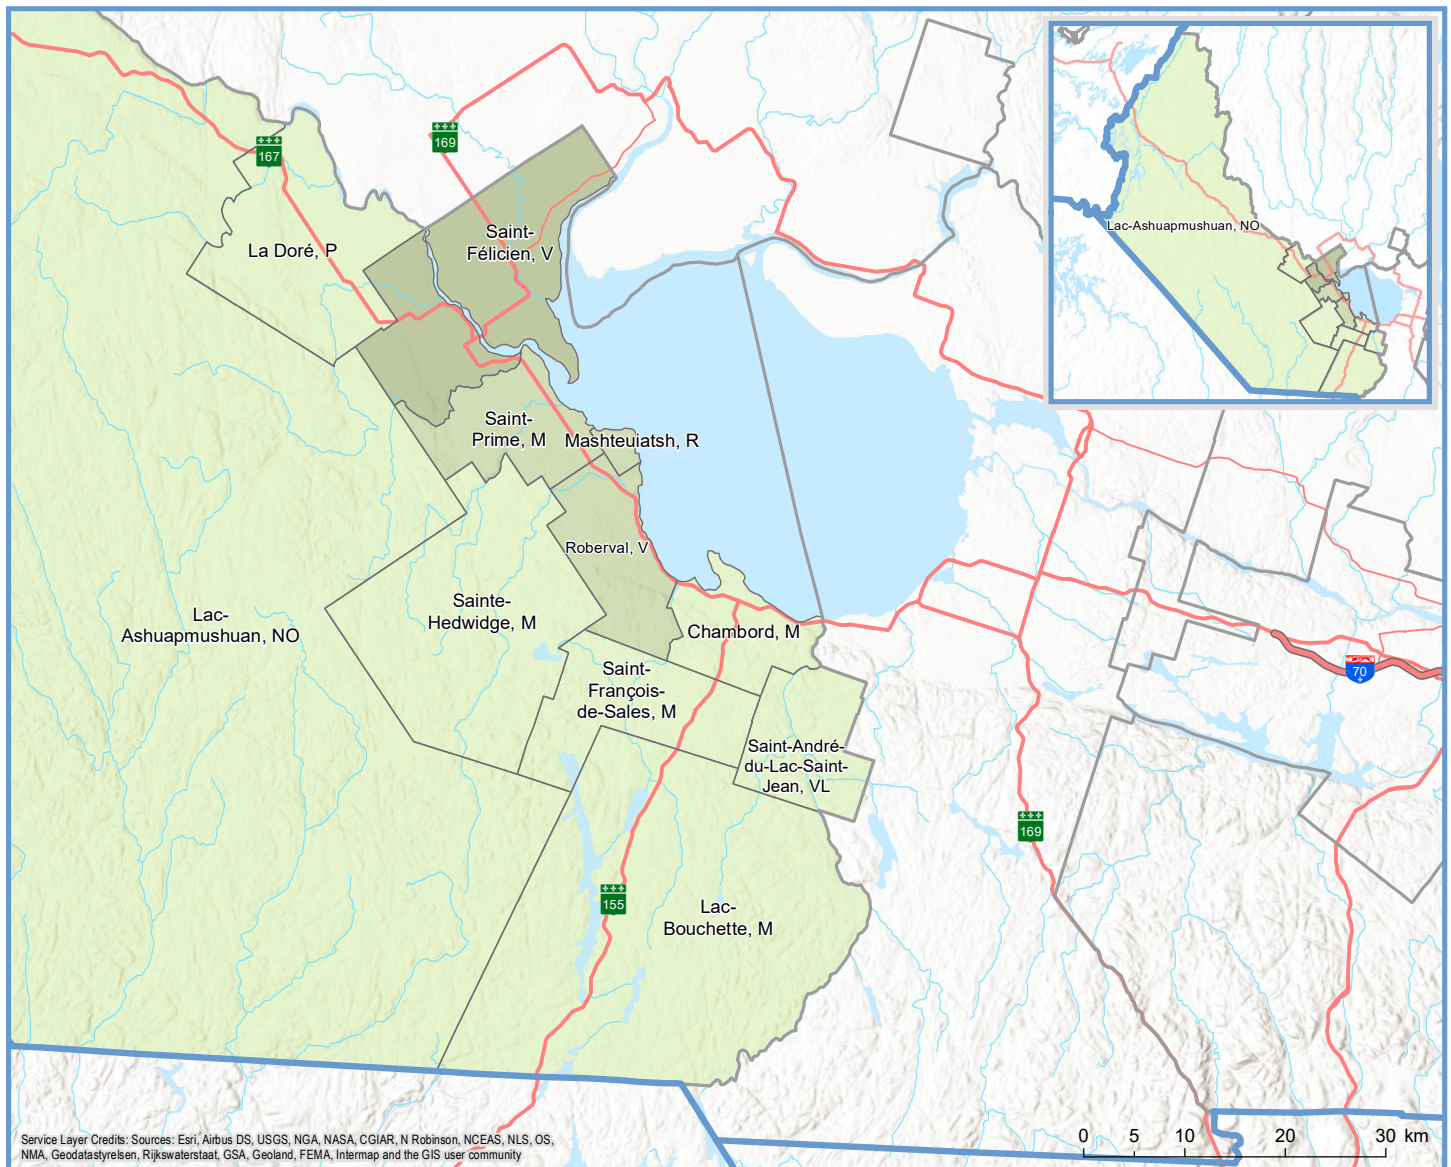 169
167
Saint-
Félicien, V
La Doré, P
Lac-Ashuapmushuan, NO
Saint-
Prime, M
Mashteuiatsh, R
Roberval, V
Sainte-
Hedwidge, M
Lac-
Ashuapmushuan, NO
Chambord, M
Saint-
François-
de-Sales, M
70
Saint-André-
du-Lac-Saint-
Jean, VL
169
155
Lac-
Bouchette, M
0 5 10 20 30 km
Service Layer Credits: Sources: Esri, Airbus DS, USGS, NGA, NASA, CGIAR, N Robinson, NCEAS, NLS, OS,
NMA, Geodatastyrelsen, Rijkswaterstaat, GSA, Geoland, FEMA, Intermap and the GIS user community